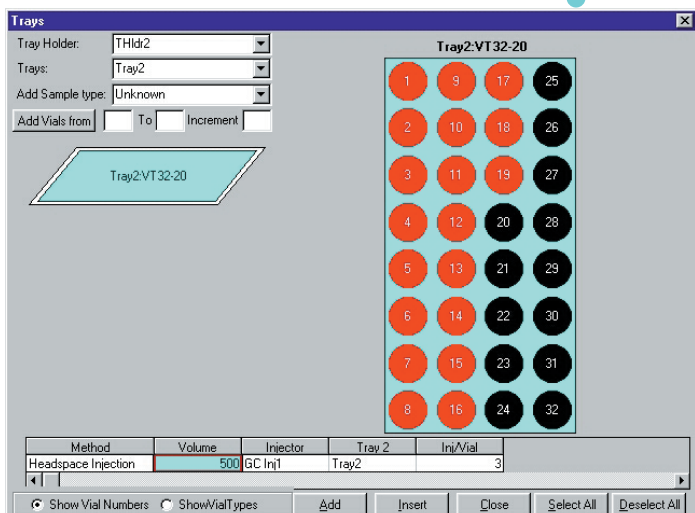 Trays
Tray Holder: THldr2
Trays: Tray2
Add Sample type: Unknown
Add Vials from To Increment
Tray2:VT32-20
Tray2:VT32-20
1 9 17 25
2 10 18 26
3 11 19 27
4 12 20 28
5 13 21 29
6 14 22 30
7 15 23 31
8 16 24 32
Method Volume Injector Tray 2 Inj/Vial
Headspace Injection 500 GC Inj1 Tray2 3
Show Vial Numbers ShowVialTypes Add Insert Close Select All Deselect All